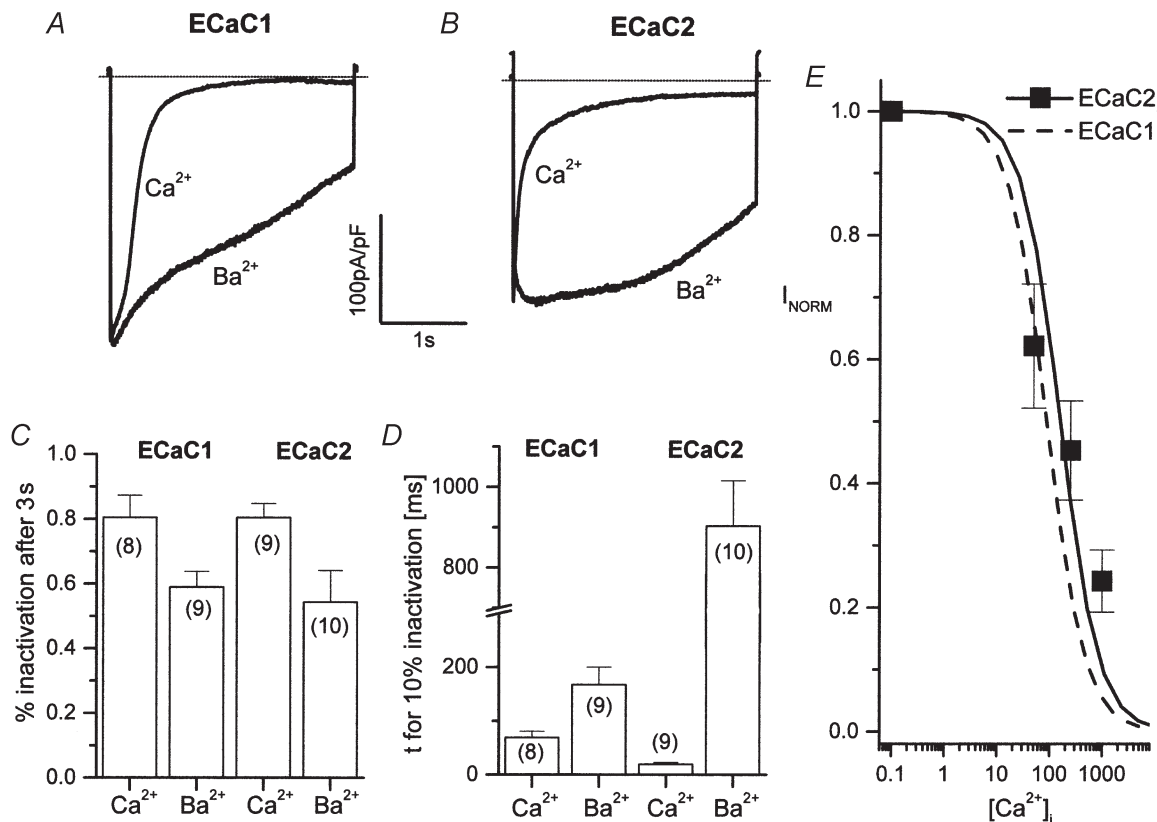 A
ECaC1
Ca²⁺
Ba²⁺
100pA/pF
1s
B
ECaC2
Ca²⁺
Ba²⁺
C
ECaC1 ECaC2
% inactivation after 3s
1.0
0.8
0.6
0.4
0.2
0.0
(8)
(9)
(9)
(10)
Ca²⁺ Ba²⁺ Ca²⁺ Ba²⁺
D
ECaC1 ECaC2
t for 10% inactivation [ms]
1000
800
200
0
(8)
(9)
(9)
(10)
Ca²⁺ Ba²⁺ Ca²⁺ Ba²⁺
E
ECaC2
ECaC1
I_NORM
1.0
0.8
0.6
0.4
0.2
0.0
0.1 1 10 100 1000
[Ca²⁺]ᵢ